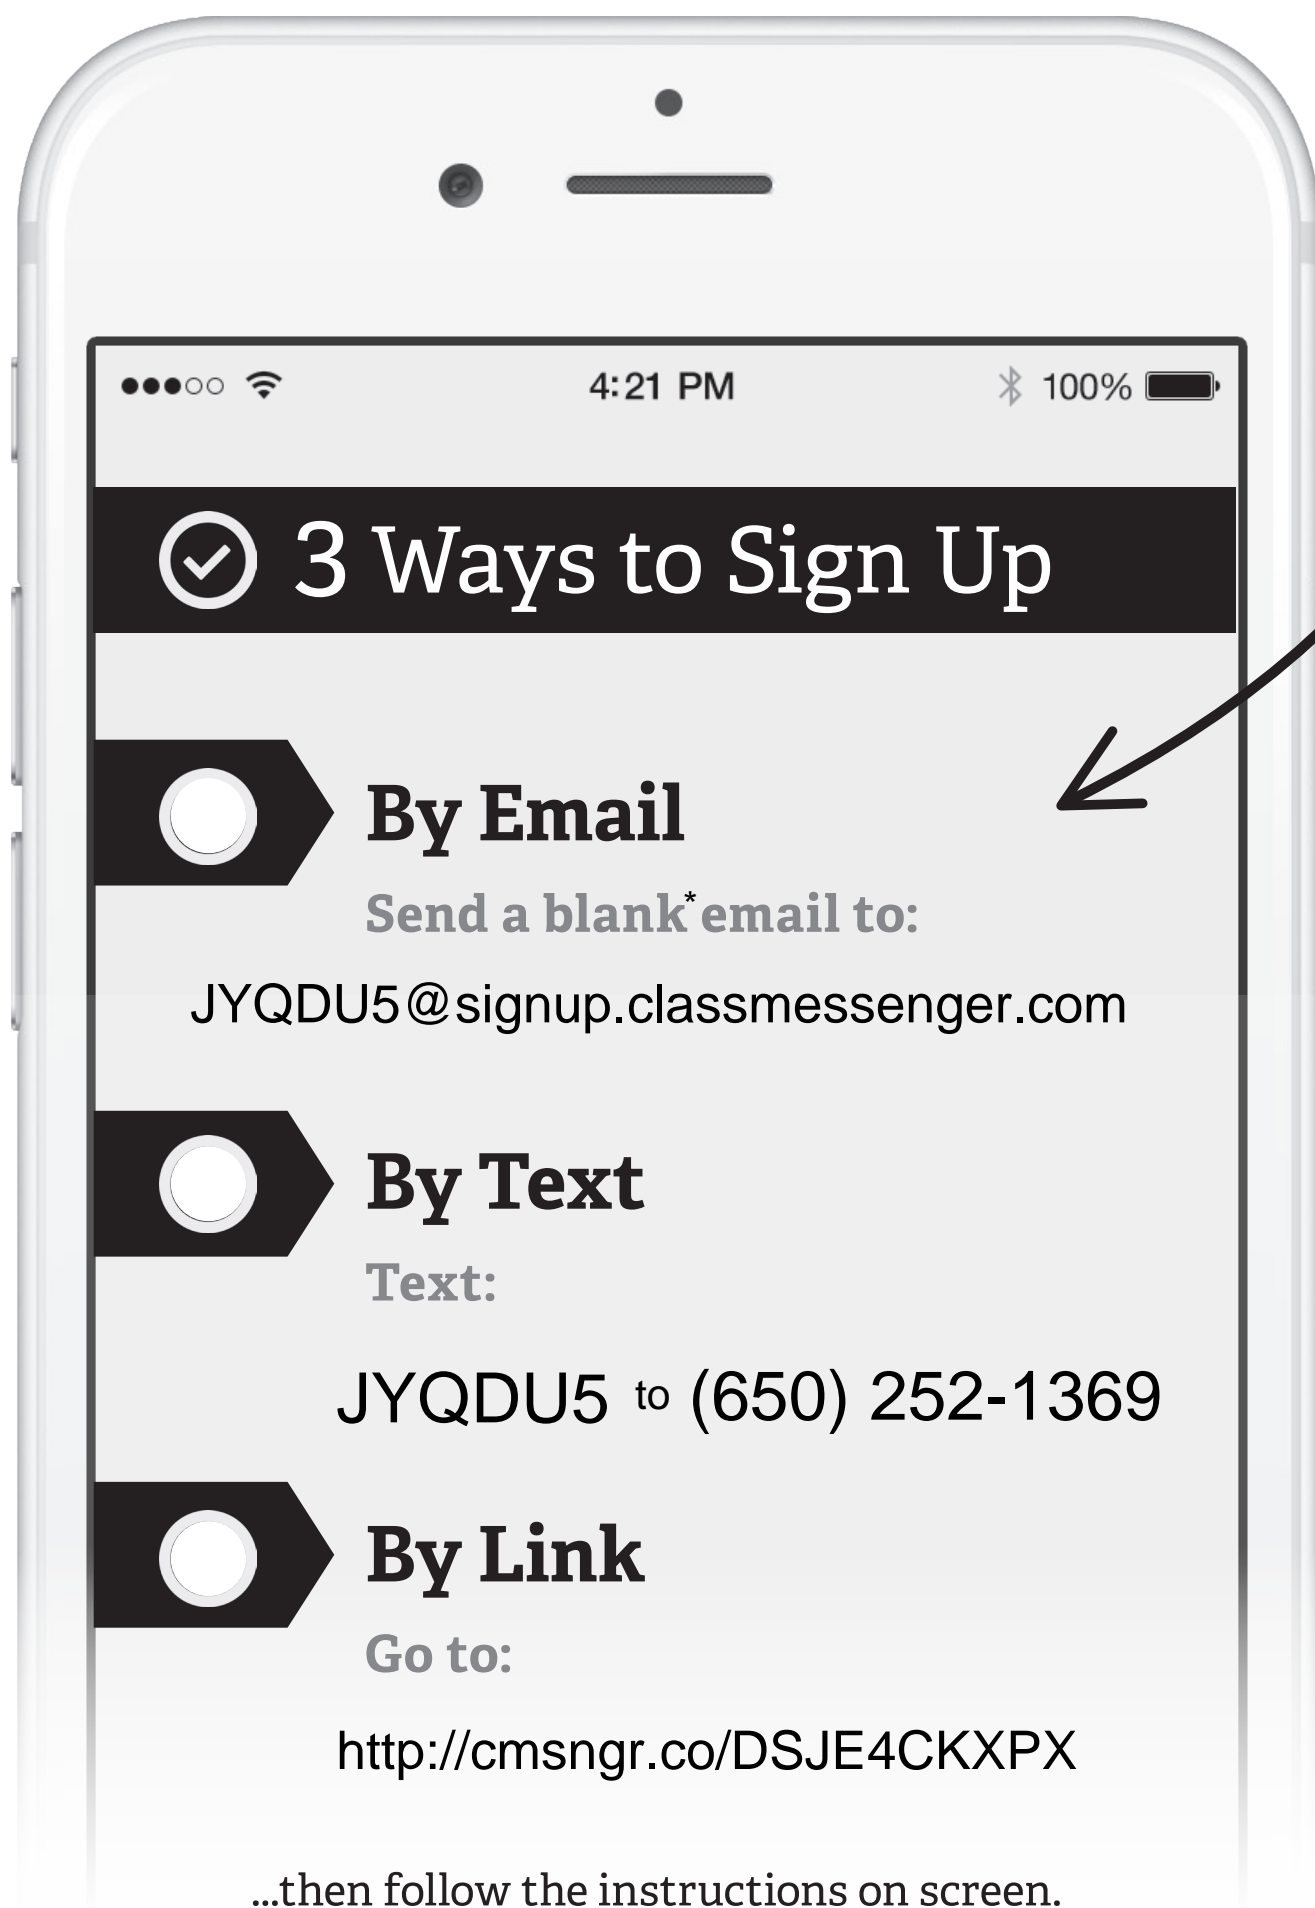 4:21 PM 100%
3 Ways to Sign Up
By Email
Send a blank* email to:
JYQDU5@signup.classmessenger.com
By Text
Text:
JYQDU5 to (650) 252-1369
By Link
Go to:
http://cmsngr.co/DSJE4CKXPX
...then follow the instructions on screen.